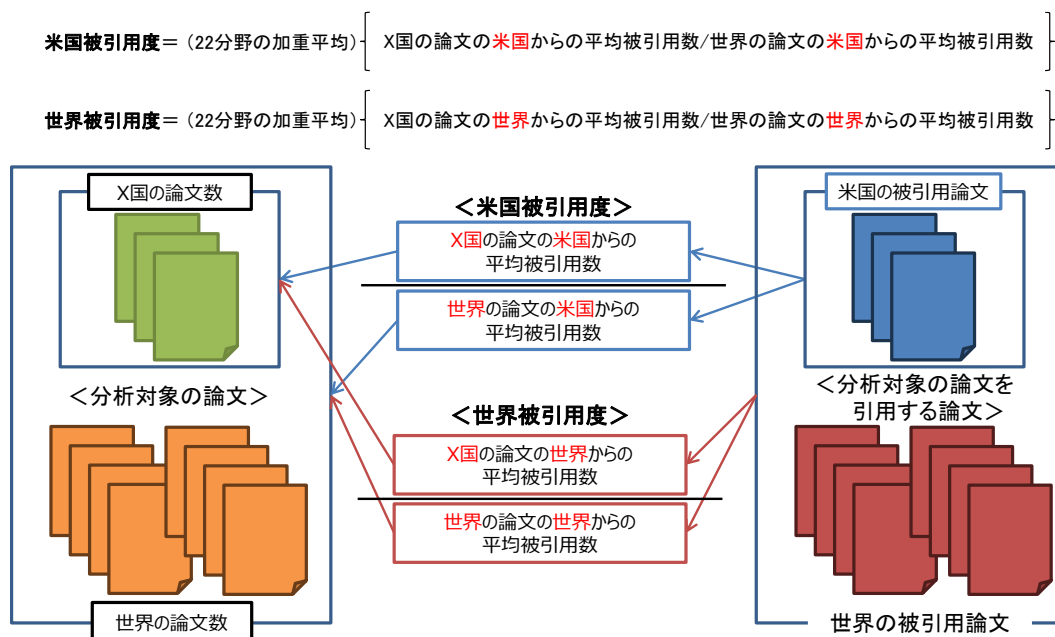 米国被引用度＝（22分野の加重平均） X国の論文の米国からの平均被引用数/世界の論文の米国からの平均被引用数
世界被引用度＝（22分野の加重平均） X国の論文の世界からの平均被引用数/世界の論文の世界からの平均被引用数
X国の論文数
米国の被引用論文
＜米国被引用度＞
X国の論文の米国からの
平均被引用数
世界の論文の米国からの
平均被引用数
＜分析対象の論文＞
＜分析対象の論文を
引用する論文＞
＜世界被引用度＞
X国の論文の世界からの
平均被引用数
世界の論文の世界からの
平均被引用数
世界の論文数
世界の被引用論文